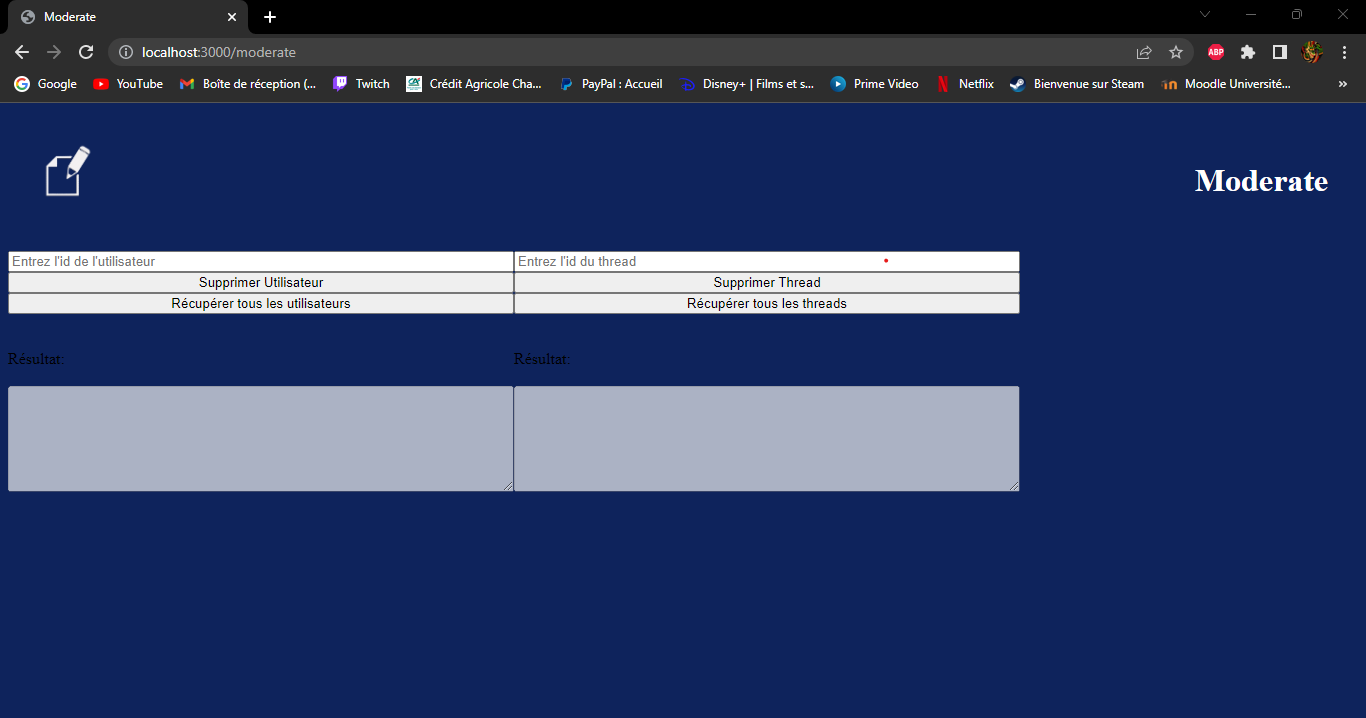 Moderate
localhost:3000/moderate
ABP
Google YouTube Boîte de réception (... Twitch Crédit Agricole Cha... PayPal : Accueil Disney+ | Films et s... Prime Video Netflix Bienvenue sur Steam Moodle Université... »
Moderate
Entrez l'id de l'utilisateur Entrez l'id du thread
Supprimer Utilisateur Supprimer Thread
Récupérer tous les utilisateurs Récupérer tous les threads
Résultat: Résultat: